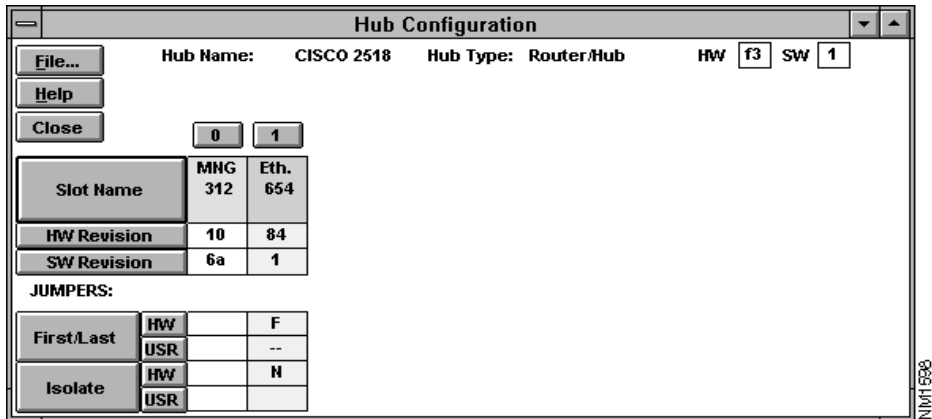 Hub Configuration
File...
Hub Name: CISCO 2518 Hub Type: Router/Hub HW f3 SW 1
Help
Close
0 1
Slot Name
MNG 312
Eth. 654
HW Revision 10 84
SW Revision 6a 1
JUMPERS:
First/Last
HW F
USR --
Isolate
HW N
USR
NM1598